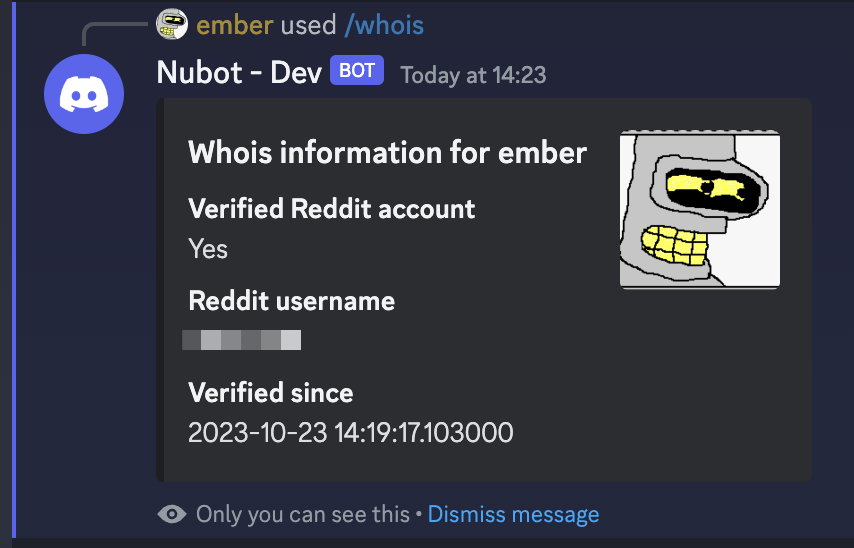 ember used /whois
Nubot - Dev BOT Today at 14:23
Whois information for ember
Verified Reddit account
Yes
Reddit username
Verified since
2023-10-23 14:19:17.103000
Only you can see this • Dismiss message